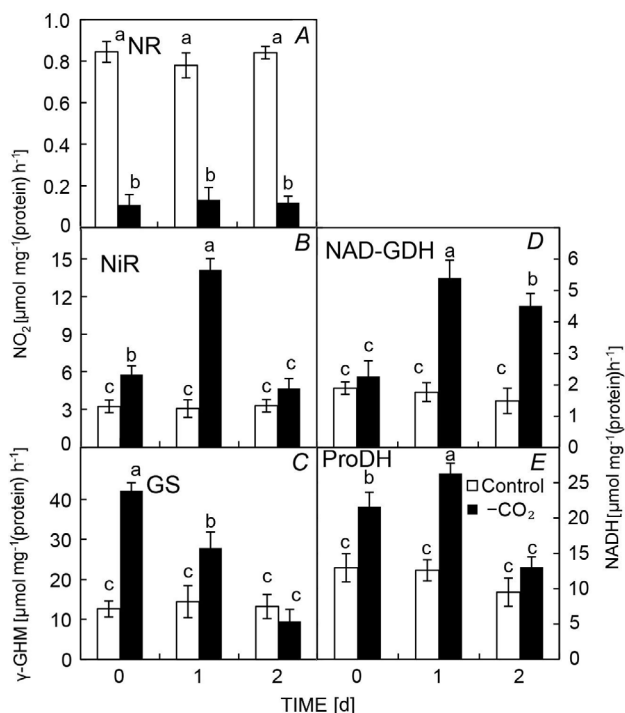 1.0
0.8
0.6
0.4
0.2
0
a
a
a
NR
A
b
b
b
NO₂ [μmol mg⁻¹(protein) h⁻¹]
15
12
9
6
3
0
NiR
B
a
b
c
c
c
c
NAD-GDH
D
a
b
c
c
c
c
6
5
4
3
2
1
0
γ-GHM [μmol mg⁻¹(protein) h⁻¹]
40
30
20
10
0
GS
C
a
b
c
c
c
c
ProDH
E
a
b
c
c
c
c
Control
−CO₂
25
20
15
10
5
0
NADH[μmol mg⁻¹(protein)h⁻¹]
0 1 2 0 1 2
TIME [d]